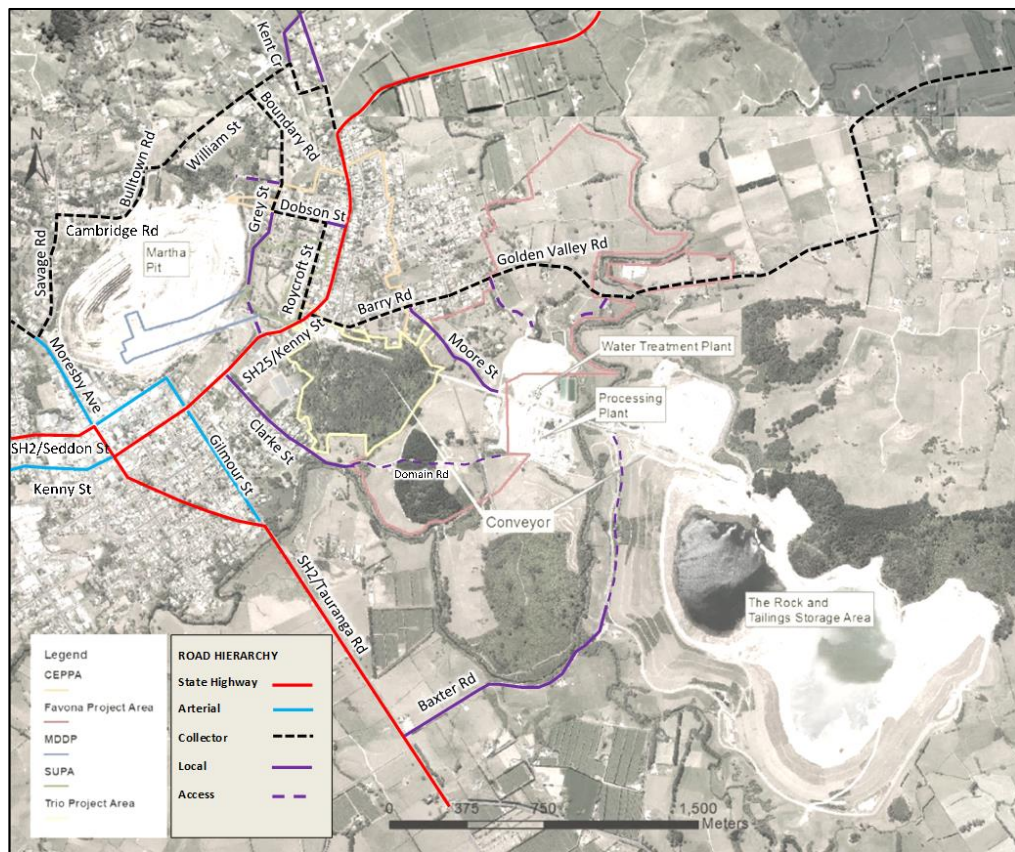 Kent Cr
Boundary Rd
William St
Bulltown Rd
N
Grey St
Dobson St
Cambridge Rd
Savage Rd
Martha
Pit
Roycroft St
Golden Valley Rd
Barry Rd
SH25/Kenny St
Moore St
Water Treatment Plant
Moresby Ave
Processing
Plant
Clarke St
Gilmour St
SH2/Seddon St
Domain Rd
Kenny St
Conveyor
SH2/Tauranga Rd
The Rock and
Tailings Storage Area
Baxter Rd
Legend
CEPPA
Favona Project Area
MDDP
SUPA
Trio Project Area
ROAD HIERARCHY
State Highway
Arterial
Collector
Local
Access
0 375 750 1,500
Meters